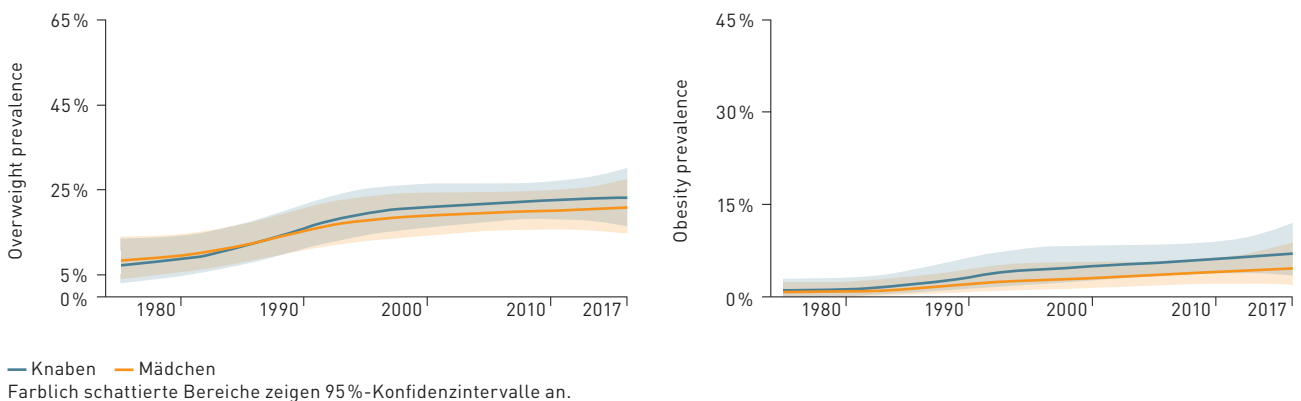 Overweight prevalence
65%
45%
25%
5%
0%
1980 1990 2000 2010 2017
Obesity prevalence
45%
30%
15%
0%
1980 1990 2000 2010 2017
Knaben Mädchen
Farblich schattierte Bereiche zeigen 95%-Konfidenzintervalle an.